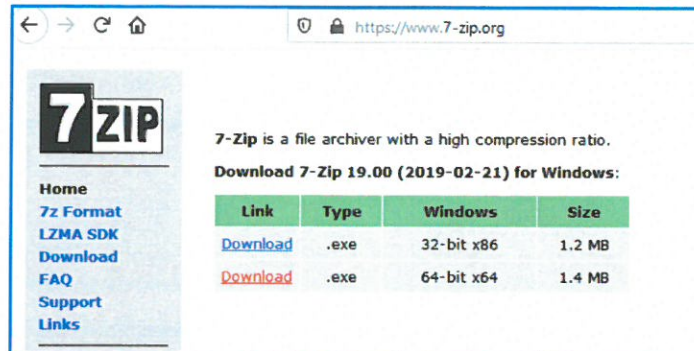 https://www.7-zip.org
7ZIP
7-Zip is a file archiver with a high compression ratio.
Download 7-Zip 19.00 (2019-02-21) for Windows:
Link Type Windows Size
Download .exe 32-bit x86 1.2 MB
Download .exe 64-bit x64 1.4 MB
Home
7z Format
LZMA SDK
Download
FAQ
Support
Links